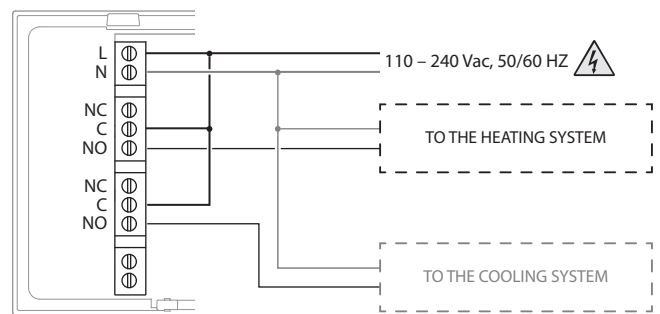 L
N
110 – 240 Vac, 50/60 HZ
NC
C
NO
TO THE HEATING SYSTEM
NC
C
NO
TO THE COOLING SYSTEM